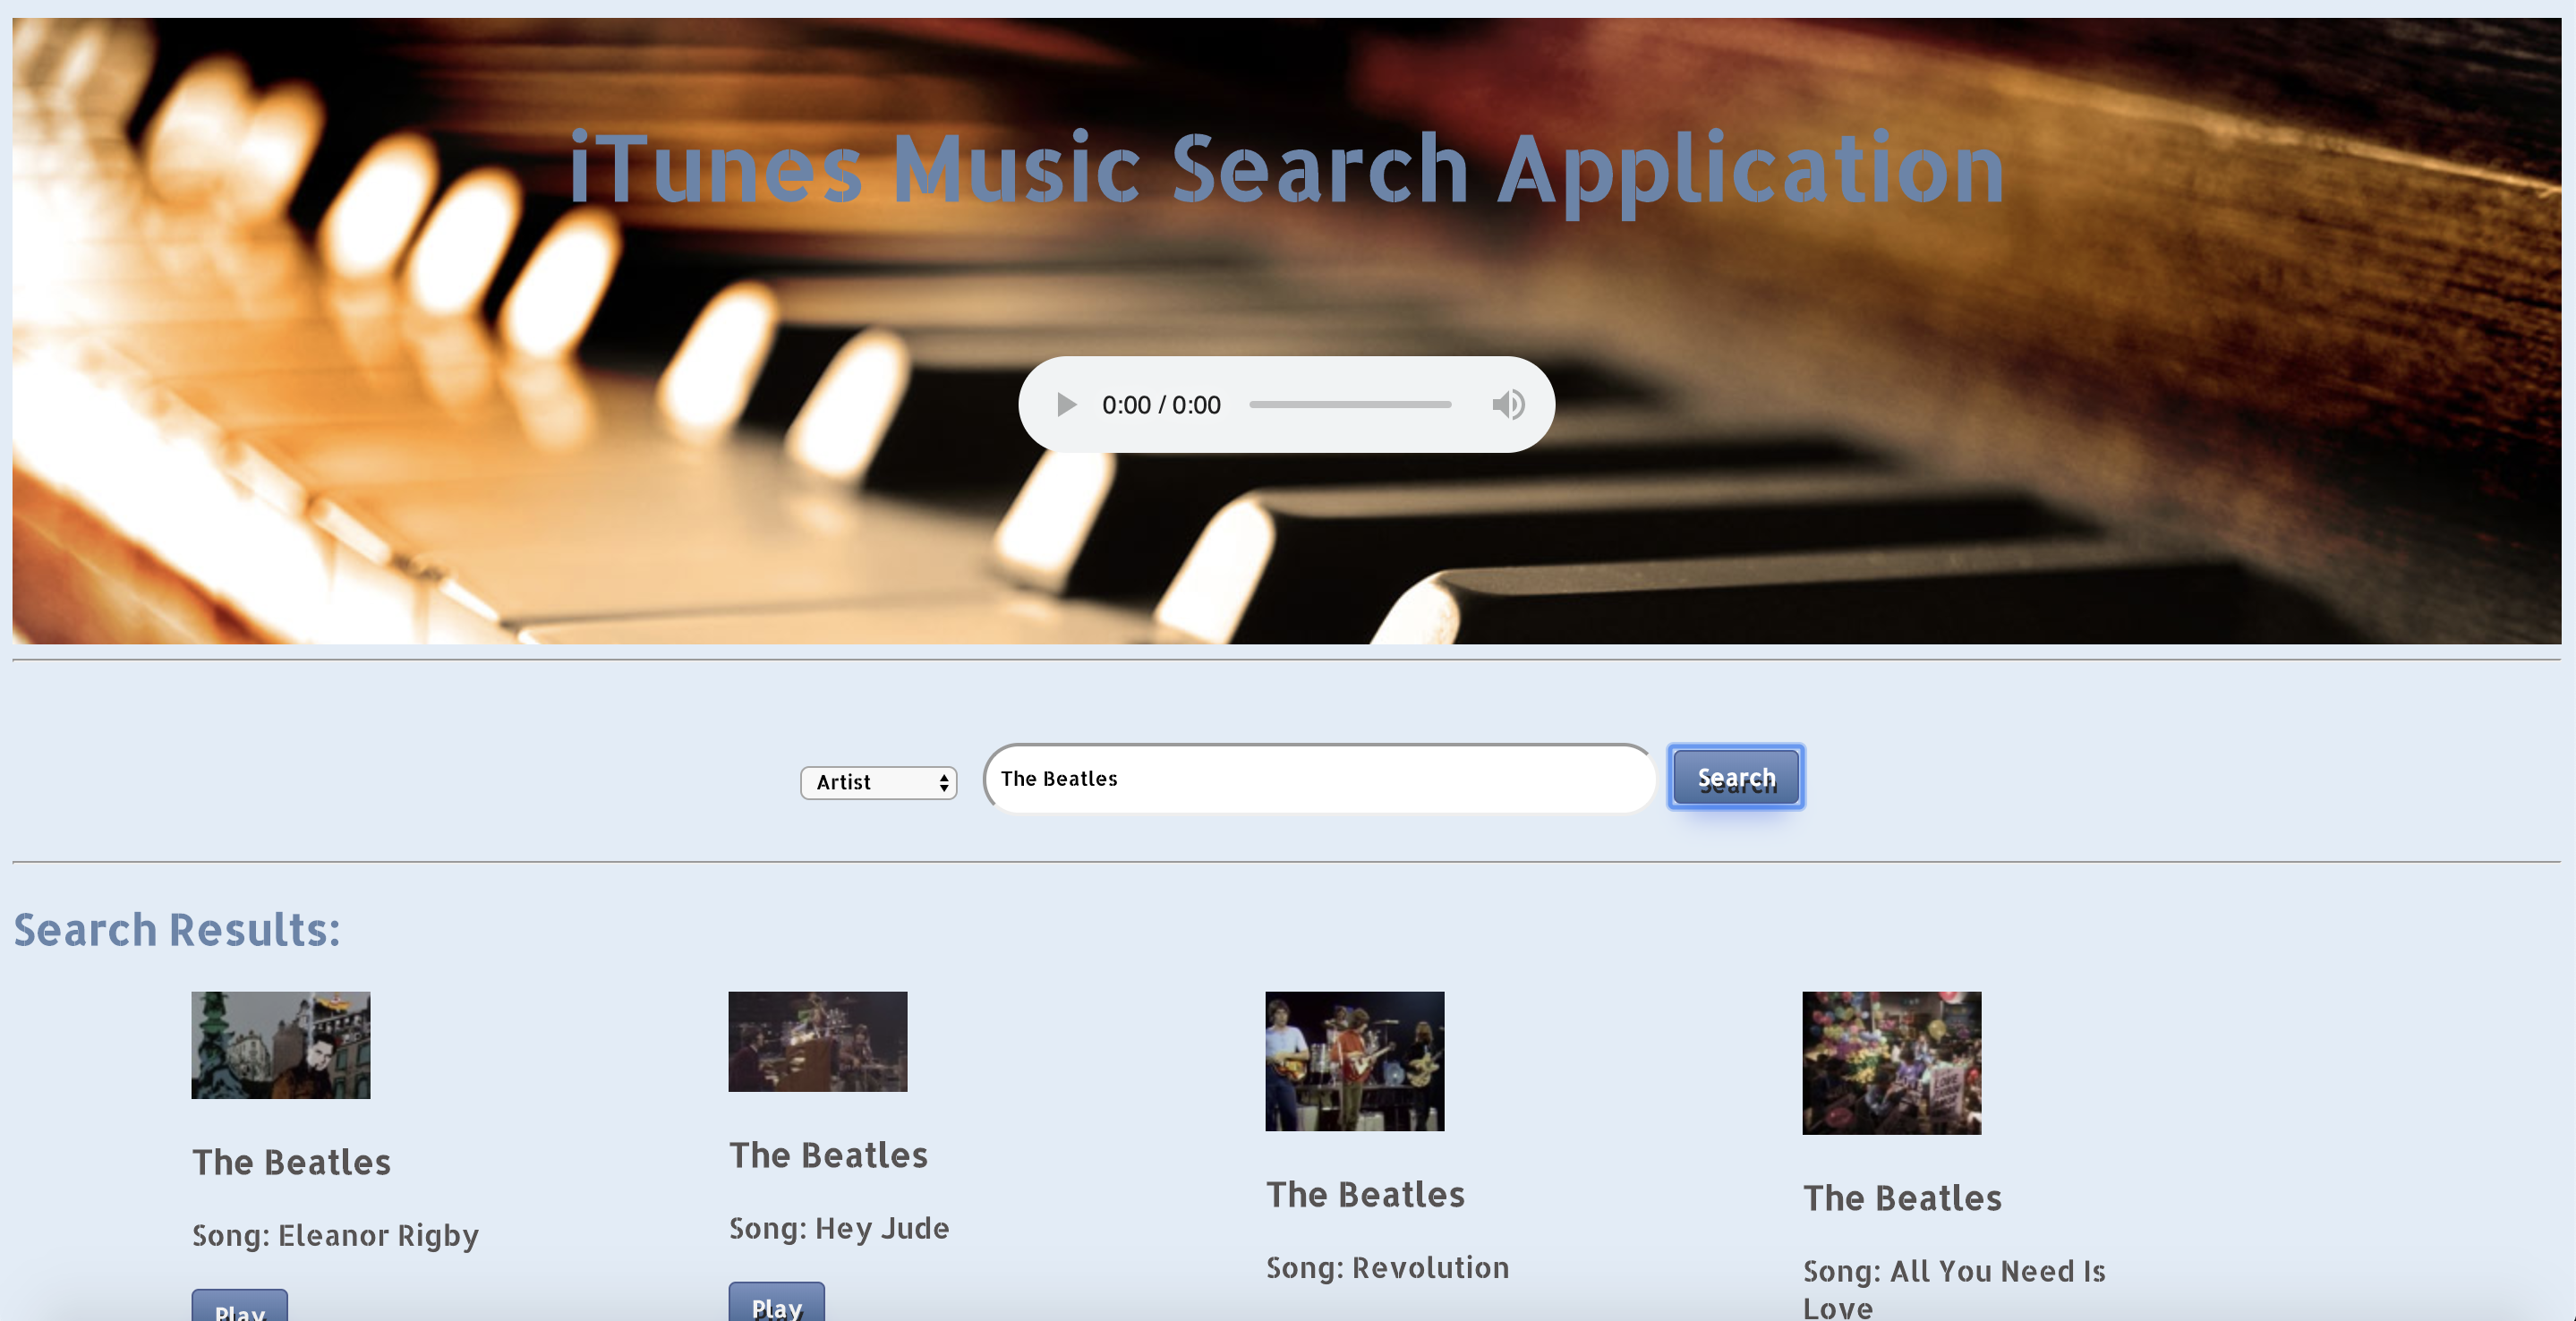 iTunes Music Search Application
0:00 / 0:00
Artist
The Beatles
Search
Search Results:
The Beatles
Song: Eleanor Rigby
Play
The Beatles
Song: Hey Jude
Play
The Beatles
Song: Revolution
The Beatles
Song: All You Need Is
Love